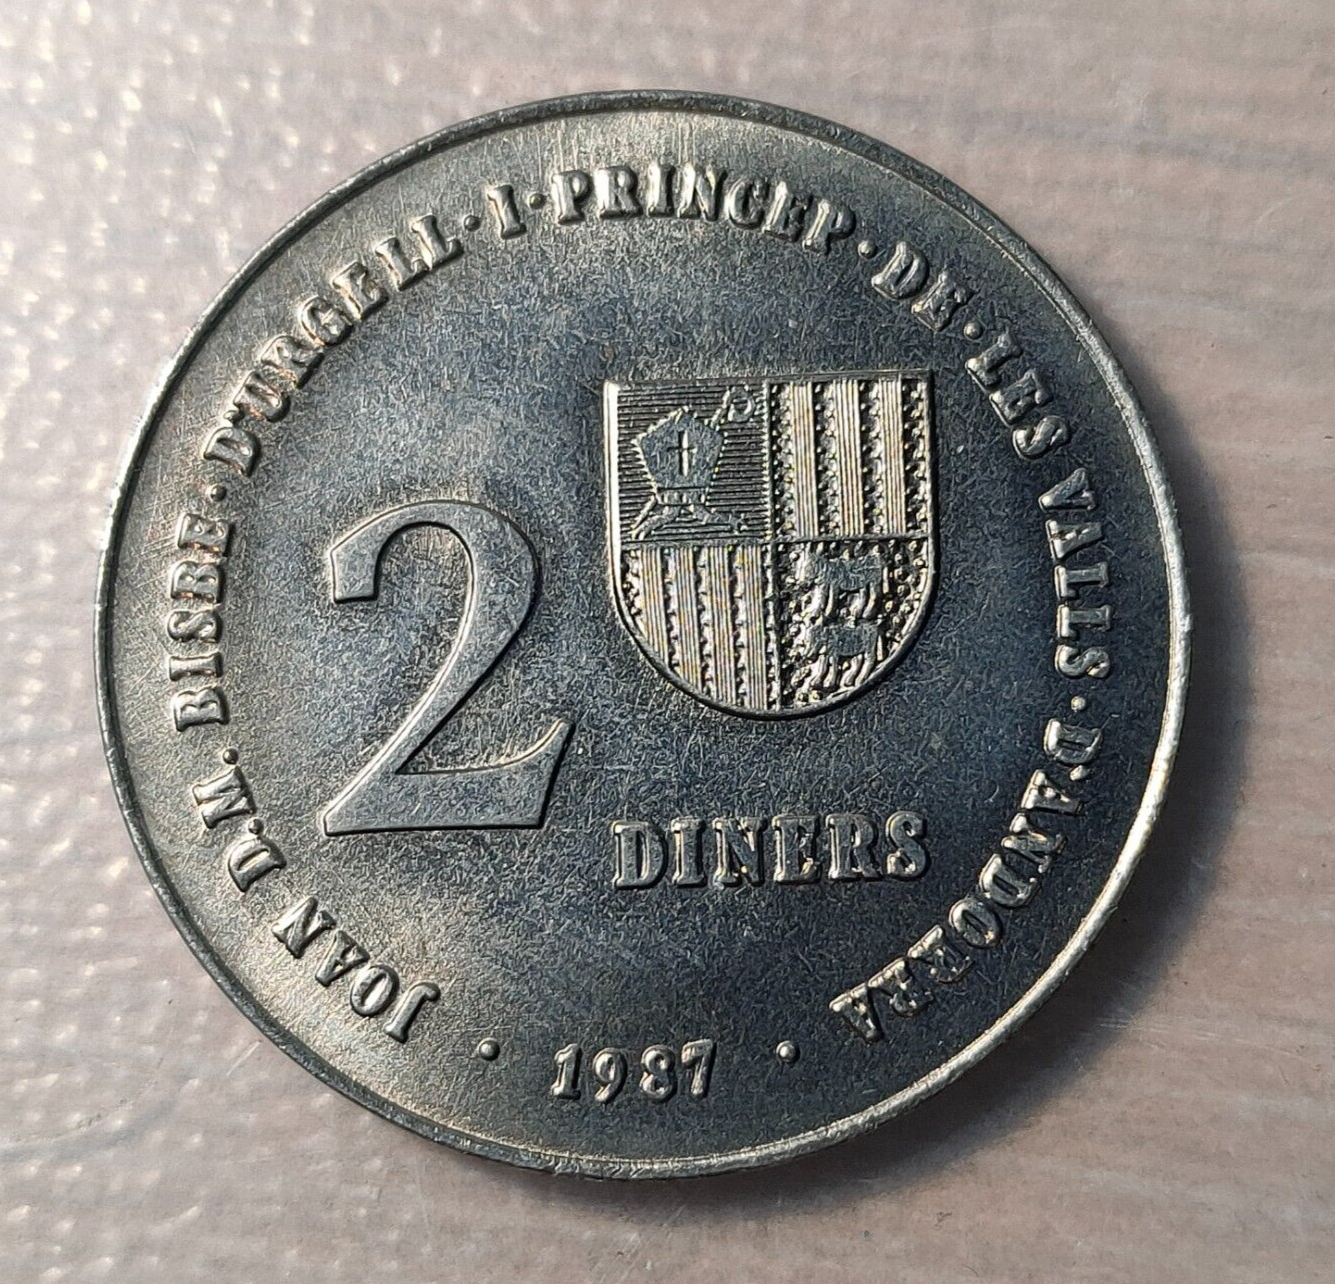 JOAN D.M. BISBE · D'URGELL · I · PRINCEP · DE · LES VALLS · D'ANDORRA
2
DINERS
· 1987 ·